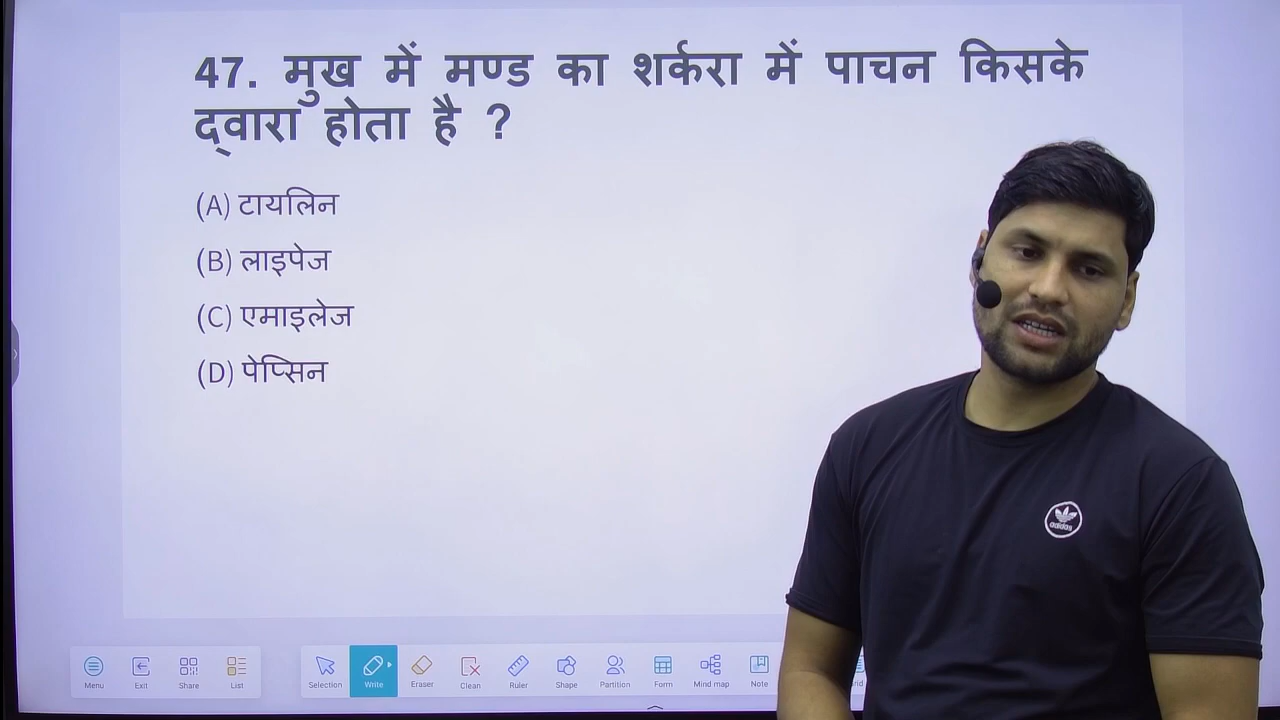 47. मुख में मण्ड का शर्करा में पाचन किसके
द्वारा होता है ?
(A) टायलिन
(B) लाइपेज
(C) एमाइलेज
(D) पेप्सिन
adidas
Menu
Exit
Share
List
Selection
Write
Eraser
Clean
Ruler
Shape
Partition
Form
Mind map
Note